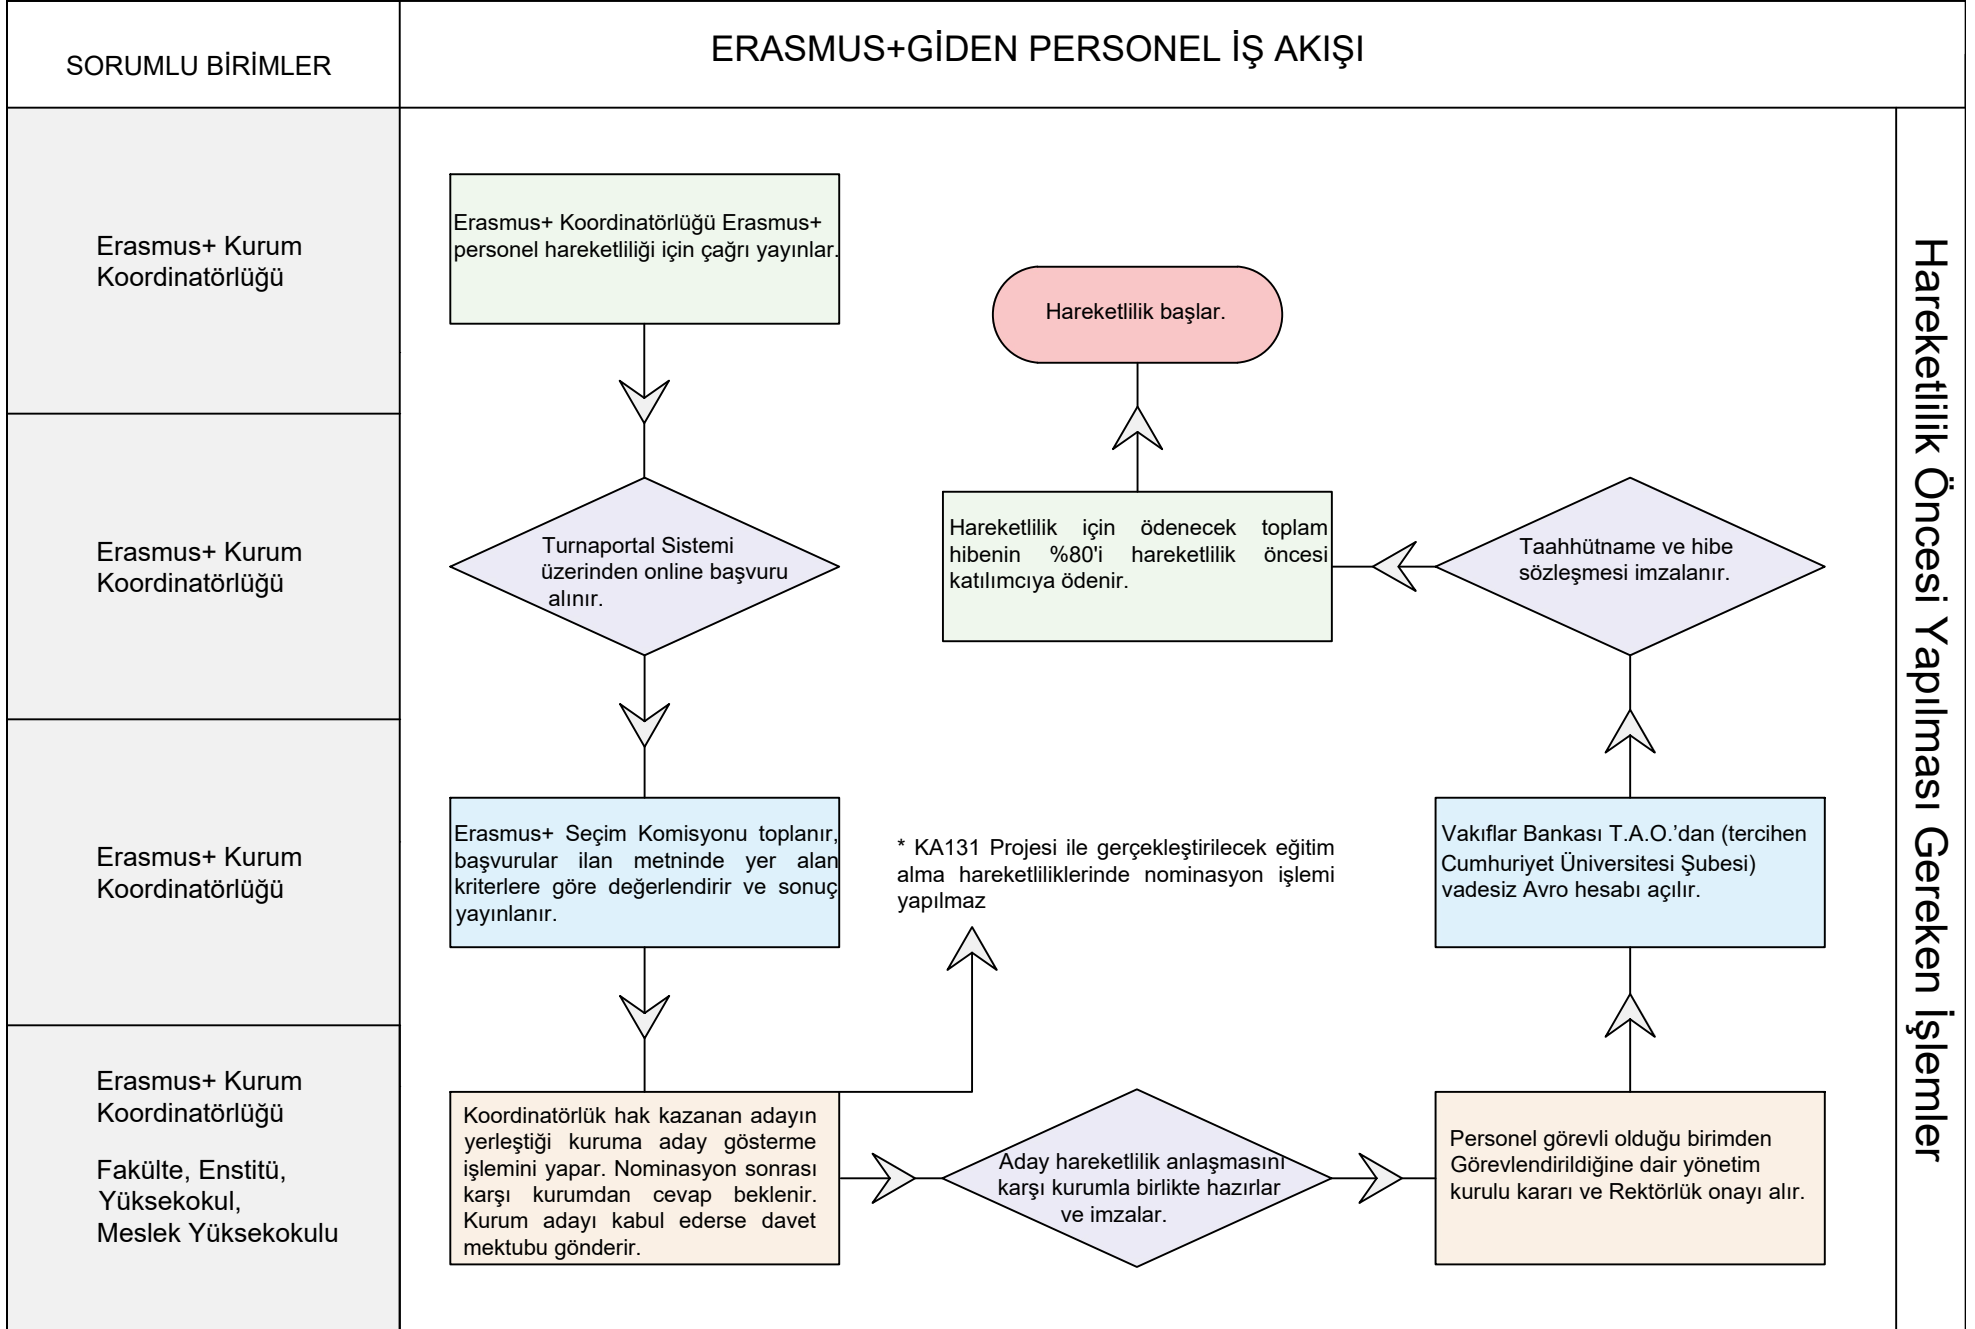 SORUMLU BİRİMLER
ERASMUS+GİDEN PERSONEL İŞ AKIŞI
Erasmus+ Kurum
Koordinatörlüğü
Erasmus+ Kurum
Koordinatörlüğü
Erasmus+ Kurum
Koordinatörlüğü
Erasmus+ Kurum
Koordinatörlüğü
Fakülte, Enstitü,
Yüksekokul,
Meslek Yüksekokulu
Erasmus+ Koordinatörlüğü Erasmus+
personel hareketliliği için çağrı yayınlar.
Turnaportal Sistemi
üzerinden online başvuru
alınır.
Erasmus+ Seçim Komisyonu toplanır,
başvurular ilan metninde yer alan
kriterlere göre değerlendirir ve sonuç
yayınlanır.
Koordinatörlük hak kazanan adayın
yerleştiği kuruma aday gösterme
işlemini yapar. Nominasyon sonrası
karşı kurumdan cevap beklenir.
Kurum adayı kabul ederse davet
mektubu gönderir.
* KA131 Projesi ile gerçekleştirilecek eğitim
alma hareketliliklerinde nominasyon işlemi
yapılmaz
Aday hareketlilik anlaşmasını
karşı kurumla birlikte hazırlar
ve imzalar.
Personel görevli olduğu birimden
Görevlendirildiğine dair yönetim
kurulu kararı ve Rektörlük onayı alır.
Vakıflar Bankası T.A.O.’dan (tercihen
Cumhuriyet Üniversitesi Şubesi)
vadesiz Avro hesabı açılır.
Taahhütname ve hibe
sözleşmesi imzalanır.
Hareketlilik için ödenecek toplam
hibenin %80'i hareketlilik öncesi
katılımcıya ödenir.
Hareketlilik başlar.
Hareketlilik Öncesi Yapılması Gereken İşlemler